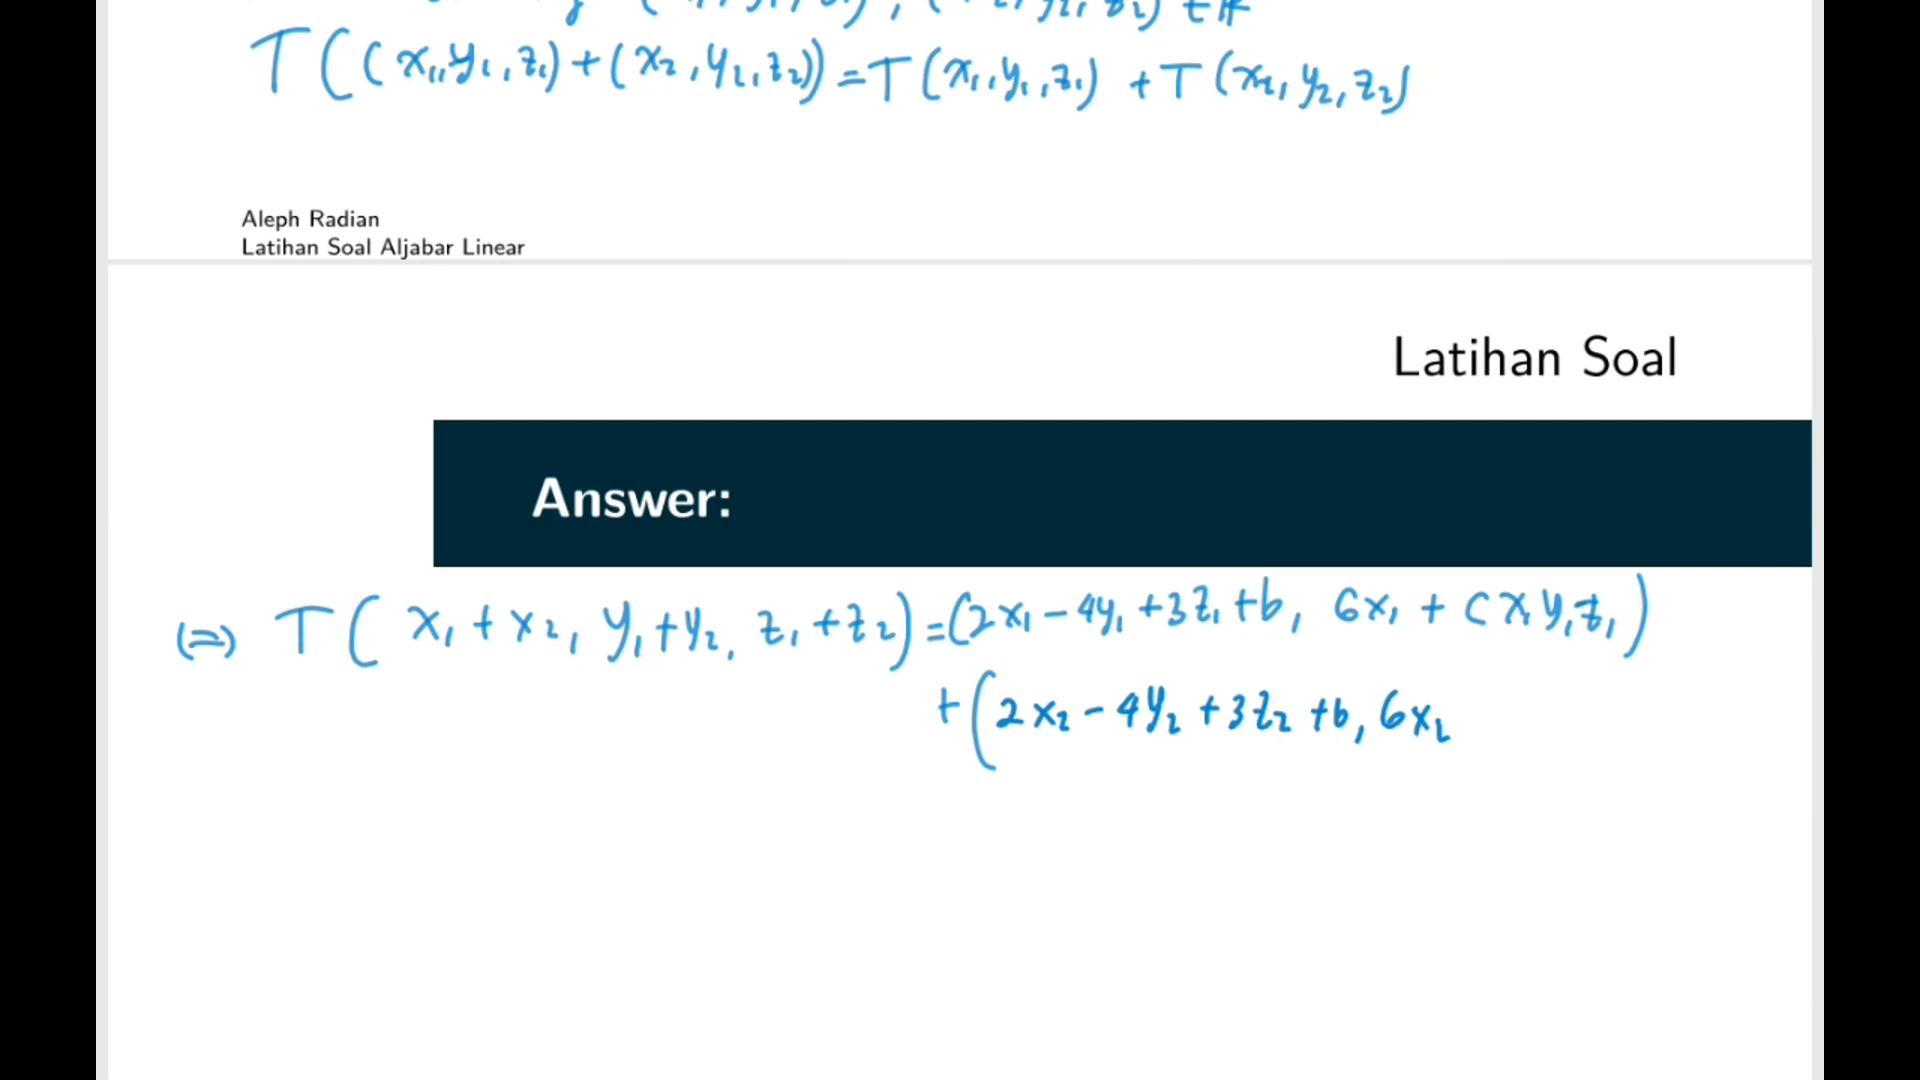 T((x₁,y₁,z₁)+(x₂,y₂,z₂))=T(x₁,y₁,z₁) +T(x₂,y₂,z₂)
Aleph Radian
Latihan Soal Aljabar Linear
Latihan Soal
Answer:
(=) T(x₁+x₂, y₁+y₂, z₁+z₂)=(2x₁-4y₁+3z₁+b, 6x₁+cx₁y₁z₁)
+(2x₂-4y₂+3z₂+b, 6x₂